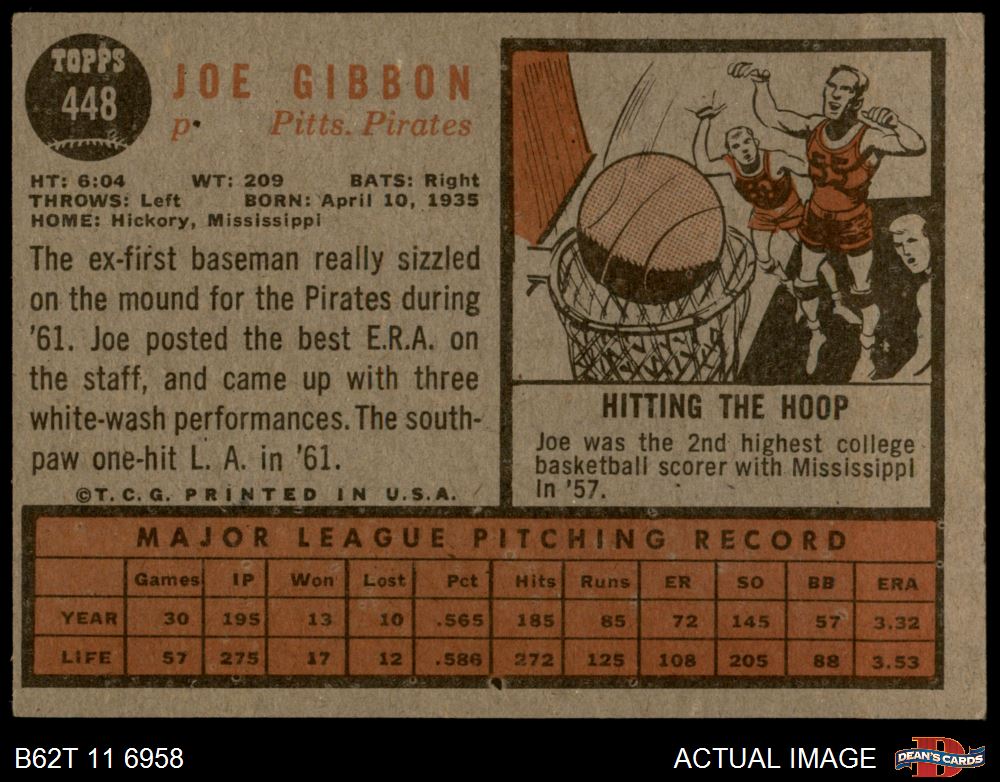 TOPPS
448
JOE GIBBON
p. Pitts. Pirates
HT: 6:04 WT: 209 BATS: Right
THROWS: Left BORN: April 10, 1935
HOME: Hickory, Mississippi
The ex-first baseman really sizzled
on the mound for the Pirates during
'61. Joe posted the best E.R.A. on
the staff, and came up with three
white-wash performances. The south-
paw one-hit L. A. in '61.
©T. C. G. PRINTED IN U.S.A.
55
HITTING THE HOOP
Joe was the 2nd highest college
basketball scorer with Mississippi
in '57.
MAJOR LEAGUE PITCHING RECORD
Games IP Won Lost Pct Hits Runs ER SO BB ERA
YEAR 30 195 13 10 .565 185 85 72 145 57 3.32
LIFE 57 275 17 12 .586 272 125 108 205 88 3.53
B62T 11 6958
ACTUAL IMAGE
D
DEAN'S CARDS